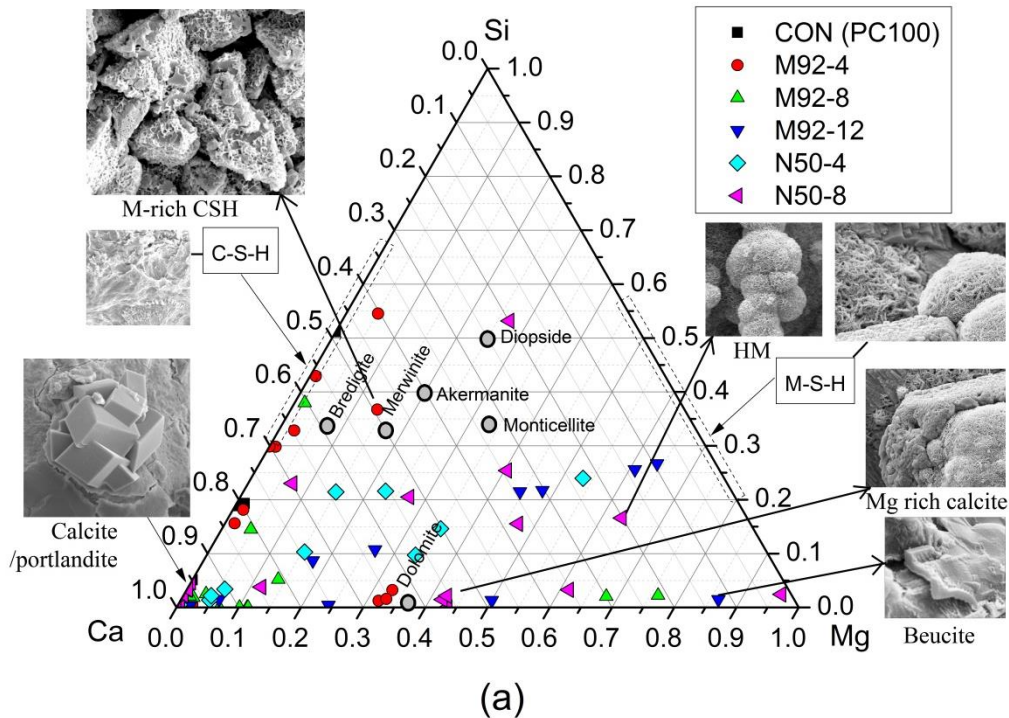 Si
CON (PC100)
M92-4
M92-8
M92-12
N50-4
N50-8
0.0
0.1
0.2
0.3
0.4
0.5
0.6
0.7
0.8
0.9
1.0
1.0
0.9
0.8
0.7
0.6
0.5
0.4
0.3
0.2
0.1
0.0
M-rich CSH
C-S-H
Calcite
/portlandite
Bredigite
Merwinite
Diopside
Akermanite
Monticellite
Dolomite
HM
M-S-H
Mg rich calcite
Beucite
Ca
Mg
0.0
0.1
0.2
0.3
0.4
0.5
0.6
0.7
0.8
0.9
1.0
(a)